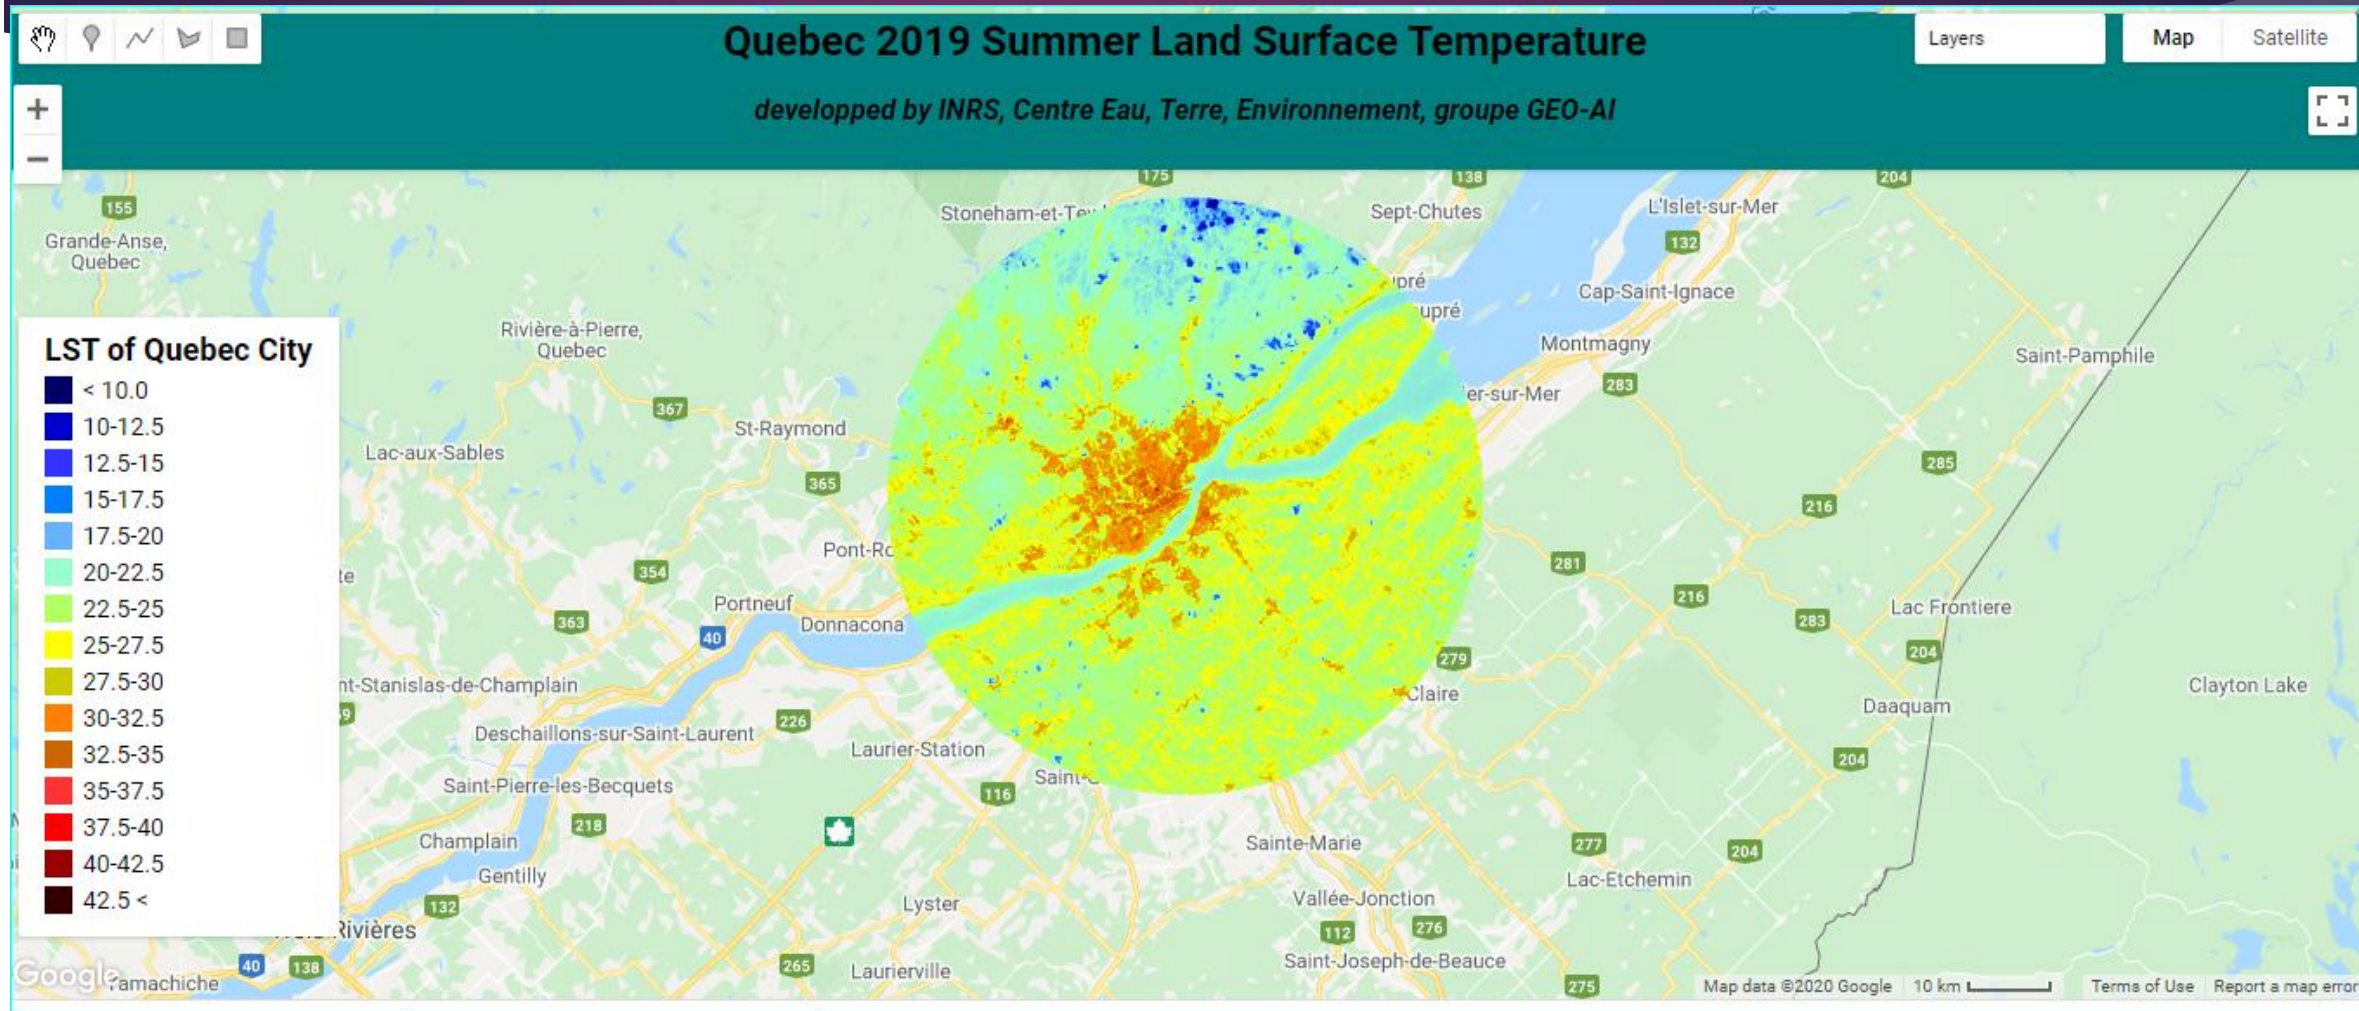 Quebec 2019 Summer Land Surface Temperature
Layers
Map
Satellite
developped by INRS, Centre Eau, Terre, Environnement, groupe GEO-AI
175
138
204
155
Stoneham-et-Te
Sept-Chutes
L'Islet-sur-Mer
Grande-Anse,
Quebec
132
pré
Cap-Saint-Ignace
upré
Rivière-à-Pierre,
Quebec
Montmagny
Saint-Pamphile
LST of Quebec City
< 10.0
10-12.5
12.5-15
15-17.5
17.5-20
20-22.5
22.5-25
25-27.5
27.5-30
30-32.5
32.5-35
35-37.5
37.5-40
40-42.5
42.5 <
283
er-sur-Mer
367
St-Raymond
Lac-aux-Sables
285
365
216
Pont-R
281
te
354
216
Portneuf
Lac Frontiere
363
Donnacona
283
40
204
279
nt-Stanislas-de-Champlain
Claire
Clayton Lake
9
Daaquam
226
Deschaillons-sur-Saint-Laurent
Laurier-Station
204
Saint-
Saint-Pierre-les-Becquets
116
218
Champlain
Sainte-Marie
277
204
Gentilly
Lac-Etchemin
Vallée-Jonction
132
Lyster
Rivières
112
276
Saint-Joseph-de-Beauce
40
138
265
Laurierville
Google
amachiche
275
Map data ©2020 Google
10 km
Terms of Use
Report a map error